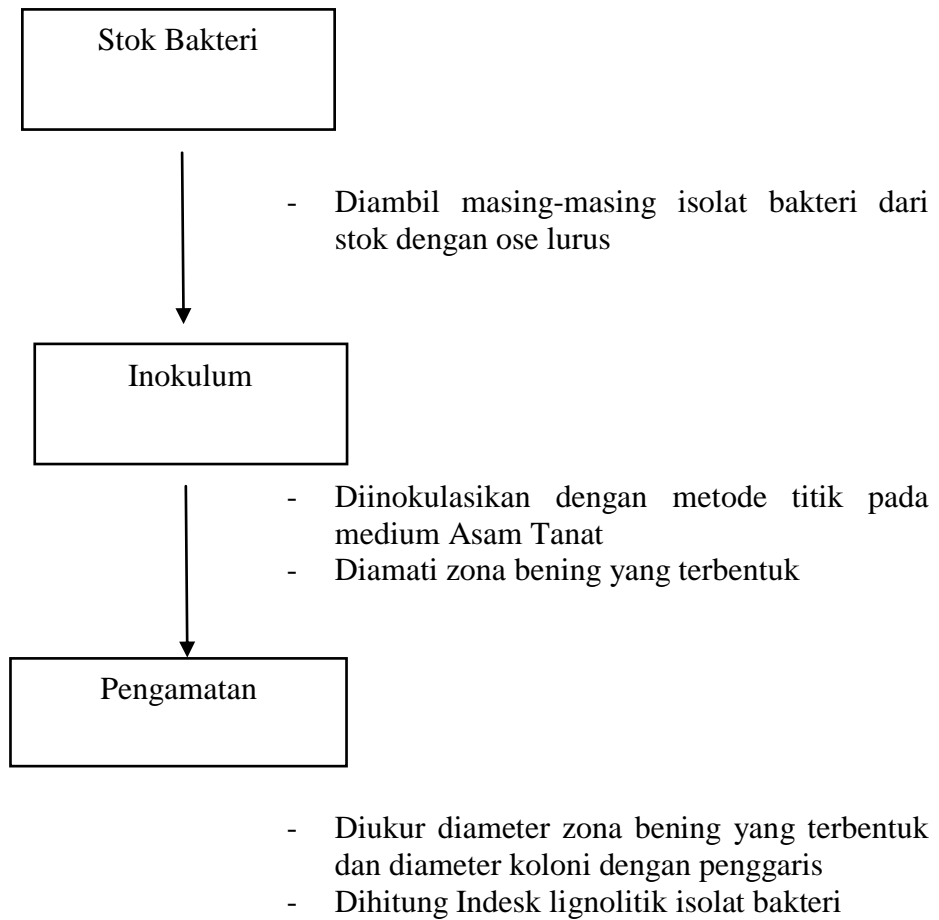 Stok Bakteri
- Diambil masing-masing isolat bakteri dari
stok dengan ose lurus
Inokulum
- Diinokulasikan dengan metode titik pada
medium Asam Tanat
- Diamati zona bening yang terbentuk
Pengamatan
- Diukur diameter zona bening yang terbentuk
dan diameter koloni dengan penggaris
- Dihitung Indesk lignolitik isolat bakteri